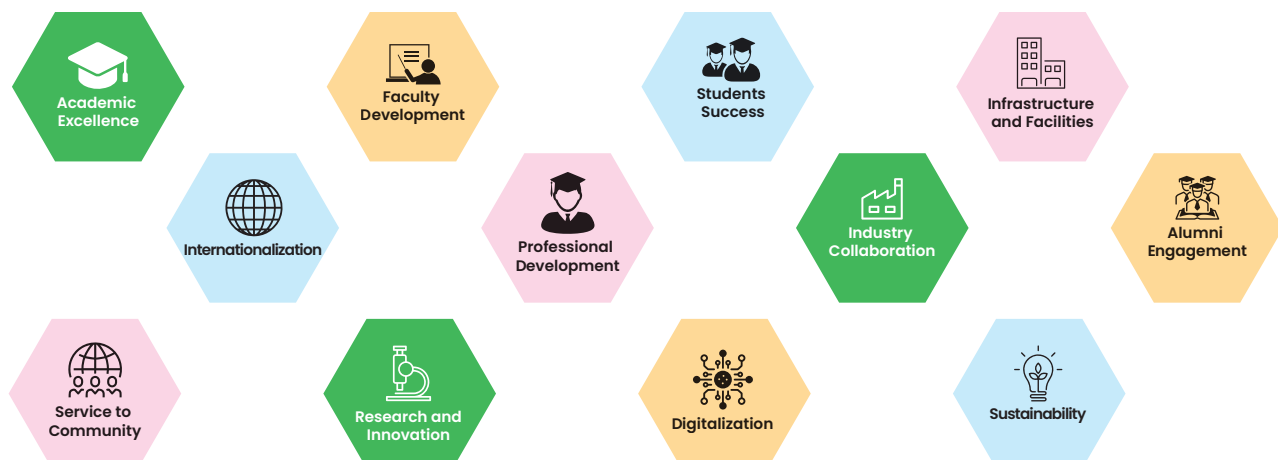 Academic
Excellence
Faculty
Development
Students
Success
Infrastructure
and Facilities
Internationalization
Professional
Development
Industry
Collaboration
Alumni
Engagement
Service to
Community
Research and
Innovation
Digitalization
Sustainability